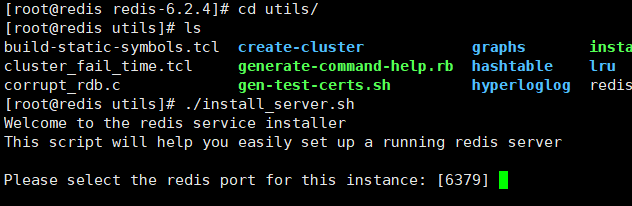 [root@redis redis-6.2.4]# cd utils/
[root@redis utils]# ls
build-static-symbols.tcl create-cluster graphs insta
cluster_fail_time.tcl generate-command-help.rb hashtable lru
corrupt_rdb.c gen-test-certs.sh hyperloglog redis
[root@redis utils]# ./install_server.sh
Welcome to the redis service installer
This script will help you easily set up a running redis server
Please select the redis port for this instance: [6379]